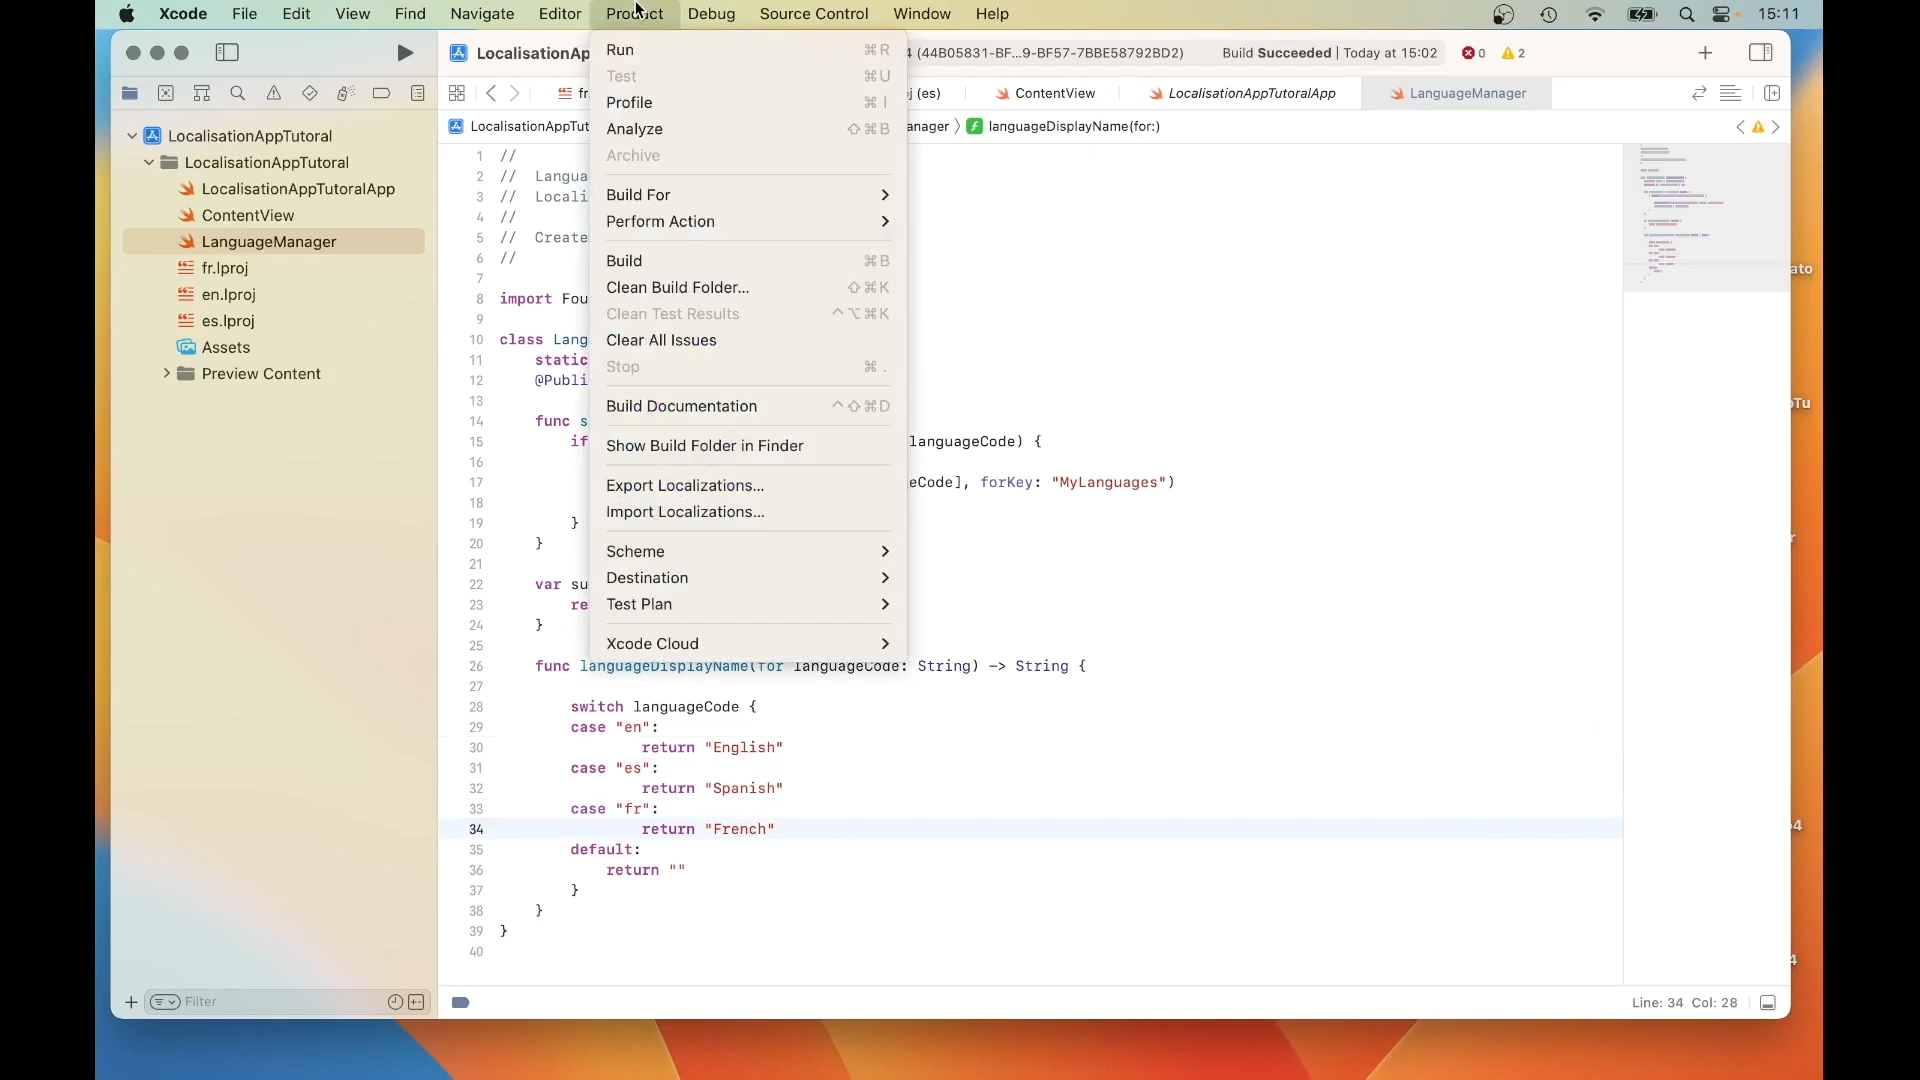 Xcode File Edit View Find Navigate Editor Product Debug Source Control Window Help 15:11
LocalisationAp
4 (44B05831-BF...9-BF57-7BBE58792BD2) Build Succeeded | Today at 15:02 0 2
fr (es) ContentView LocalisationAppTutoralApp LanguageManager
LocalisationAppTut anager languageDisplayName(for:)
LocalisationAppTutoral
LocalisationAppTutoral
LocalisationAppTutoralApp
ContentView
LanguageManager
fr.lproj
en.lproj
es.lproj
Assets
Preview Content
Filter
Run ⌘R
Test ⌘U
Profile ⌘I
Analyze ⇧⌘B
Archive
Build For
Perform Action
Build ⌘B
Clean Build Folder... ⇧⌘K
Clean Test Results ^⌥⌘K
Clear All Issues
Stop ⌘.
Build Documentation ^⇧⌘D
Show Build Folder in Finder
Export Localizations...
Import Localizations...
Scheme
Destination
Test Plan
Xcode Cloud
1 //
2 // Langua
3 // Locali
4 //
5 // Create
6 //
7
8 import Fou
9
10 class Lang
11 static
12 @Publi
13
14 func s
15 if languageCode) {
16
17 eCode], forKey: "MyLanguages")
18
19 }
20 }
21
22 var su
23 re
24 }
25
26 func languageDisplayName(for languageCode: String) -> String {
27
28 switch languageCode {
29 case "en":
30 return "English"
31 case "es":
32 return "Spanish"
33 case "fr":
34 return "French"
35 default:
36 return ""
37 }
38 }
39 }
40
Line: 34 Col: 28
ato
pTu
r
4
4